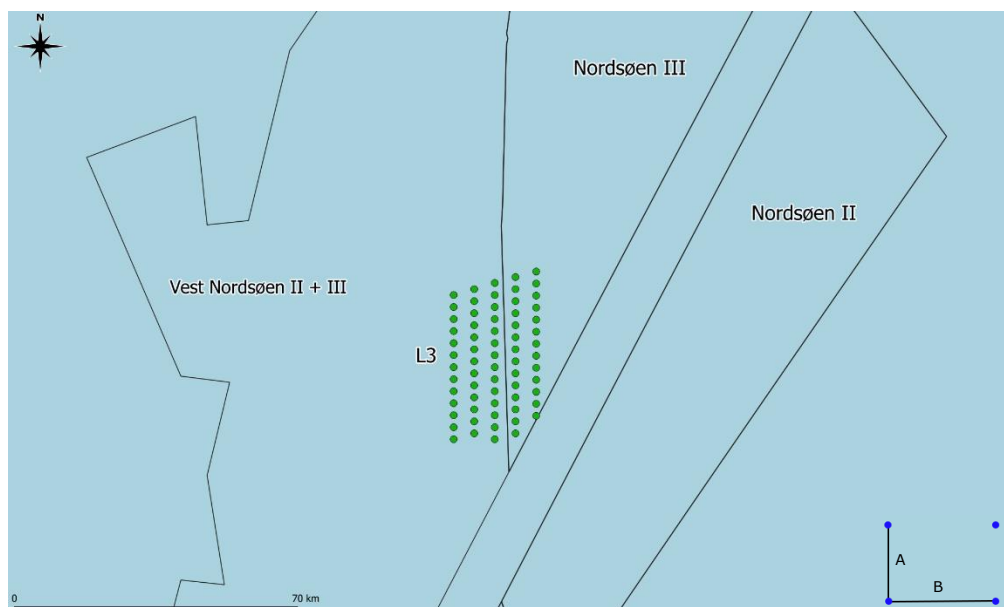 N
Nordsøen III
Nordsøen II
Vest Nordsøen II + III
L3
A
B
0
70 km